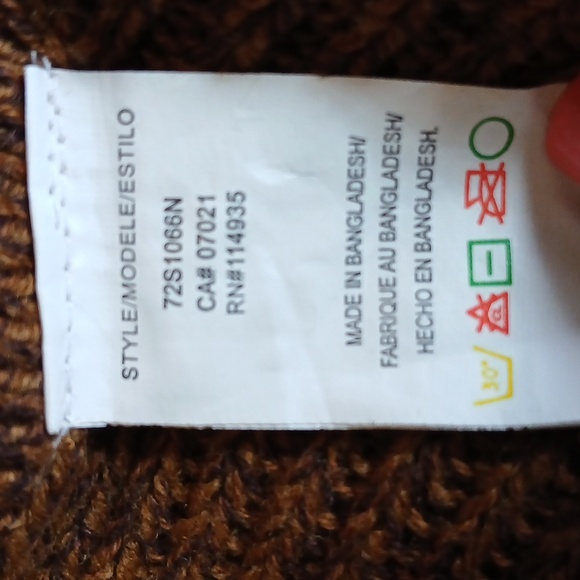 STYLE/MODELE/ESTILO
72S1066N
CA# 07021
RN#114935
MADE IN BANGLADESH/
FABRIQUE AU BANGLADESH/
HECHO EN BANGLADESH.
30°
a